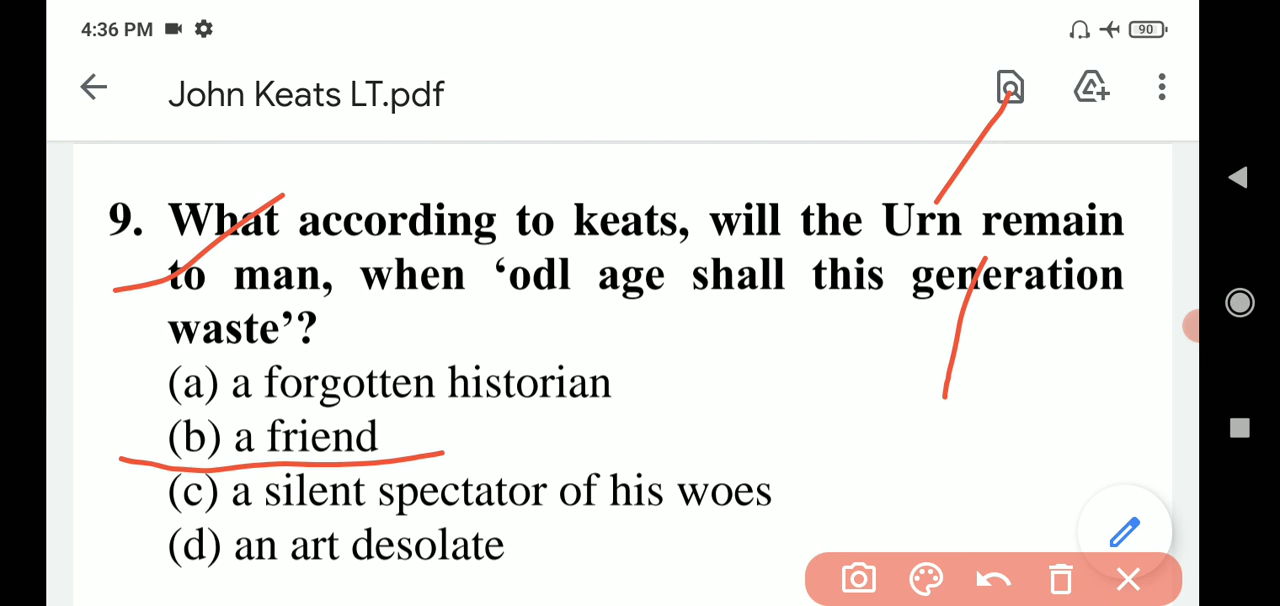 4:36 PM
90
John Keats LT.pdf
9. What according to keats, will the Urn remain
to man, when ‘odl age shall this generation
waste’?
(a) a forgotten historian
(b) a friend
(c) a silent spectator of his woes
(d) an art desolate